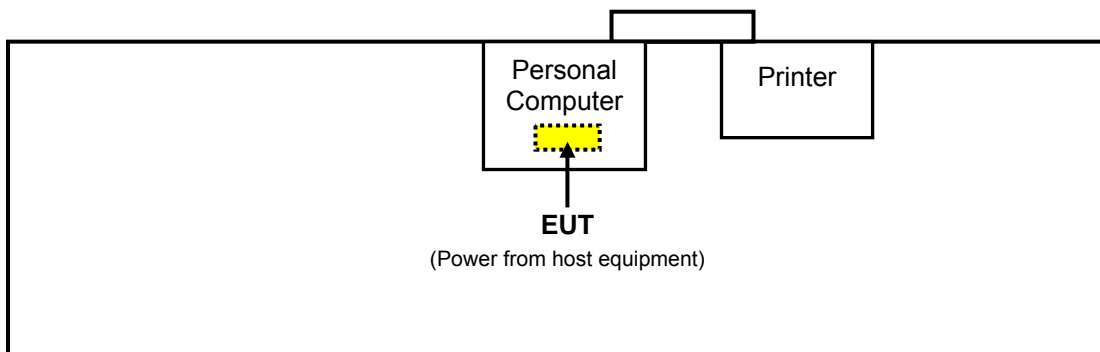 Personal
Computer
Printer
EUT
(Power from host equipment)